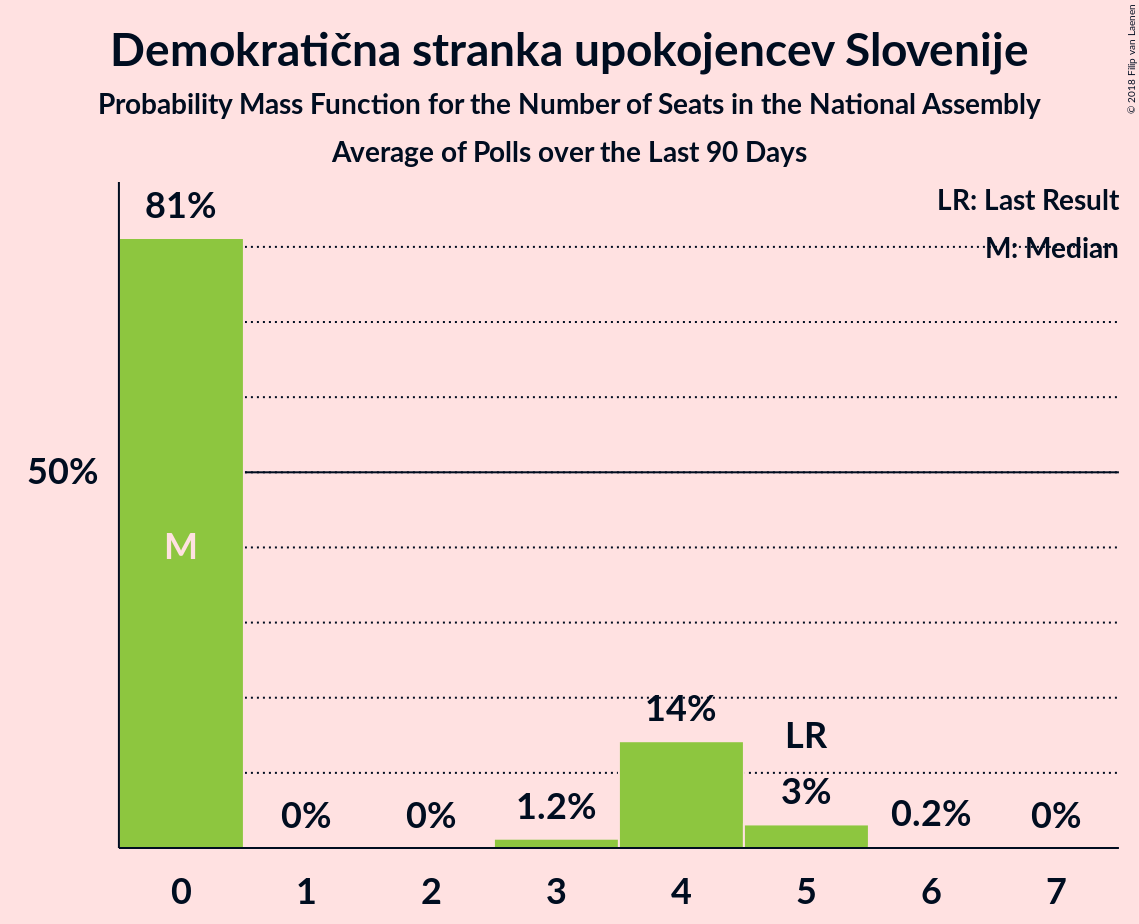 Demokratična stranka upokojencev Slovenije
Probability Mass Function for the Number of Seats in the National Assembly
Average of Polls over the Last 90 Days
© 2018 Filip van Laenen
LR: Last Result
M: Median
81%
50%
M
14%
LR
3%
1.2%
0%
0%
0.2%
0%
0 1 2 3 4 5 6 7